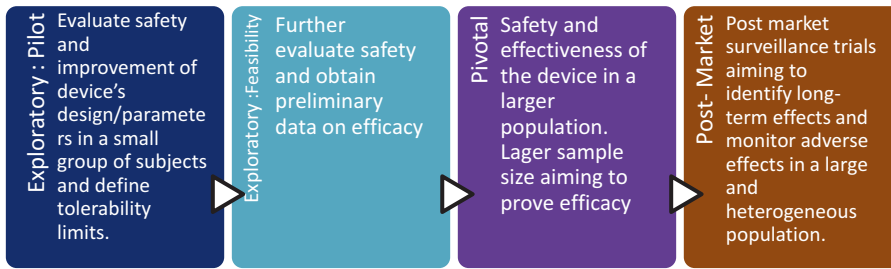 Exploratory : Pilot
Evaluate safety
and
improvement of
device's
design/paramete
rs in a small
group of subjects
and define
tolerability
limits.
Exploratory :Feasibility
Further
evaluate safety
and obtain
preliminary
data on efficacy
Pivotal
Safety and
effectiveness of
the device in a
larger
population.
Lager sample
size aiming to
prove efficacy
Post- Market
Post market
surveillance trials
aiming to
identify long-
term effects and
monitor adverse
effects in a large
and
heterogeneous
population.